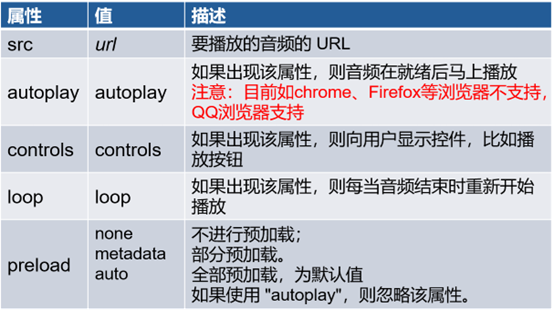 属性 值 描述
src url 要播放的音频的 URL
autoplay autoplay 如果出现该属性，则音频在就绪后马上播放
注意：目前如chrome、Firefox等浏览器不支持，
QQ浏览器支持
controls controls 如果出现该属性，则向用户显示控件，比如播
放按钮
loop loop 如果出现该属性，则每当音频结束时重新开始
播放
preload none 不进行预加载；
metadata 部分预加载。
auto 全部预加载，为默认值
如果使用 "autoplay"，则忽略该属性。